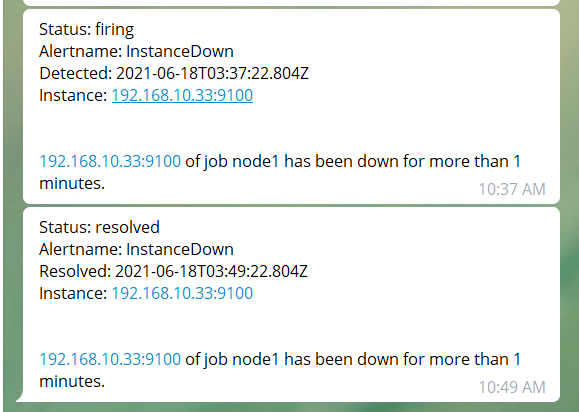 Status: firing
Alertname: InstanceDown
Detected: 2021-06-18T03:37:22.804Z
Instance: 192.168.10.33:9100
192.168.10.33:9100 of job node1 has been down for more than 1
minutes.
10:37 AM
Status: resolved
Alertname: InstanceDown
Resolved: 2021-06-18T03:49:22.804Z
Instance: 192.168.10.33:9100
192.168.10.33:9100 of job node1 has been down for more than 1
minutes.
10:49 AM